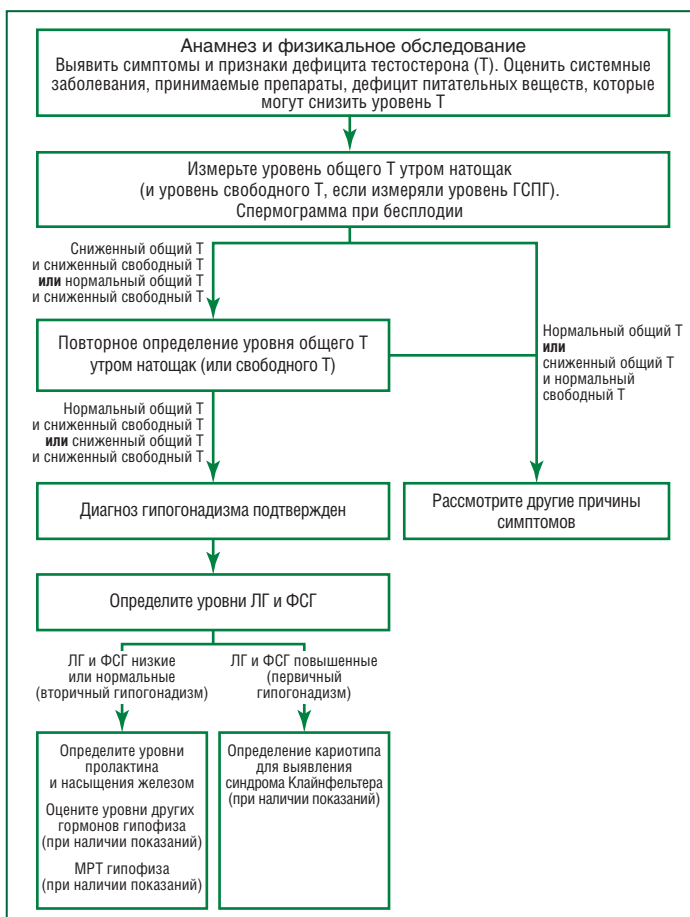 Анамнез и физикальное обследование
Выявить симптомы и признаки дефицита тестостерона (Т). Оценить системные
заболевания, принимаемые препараты, дефицит питательных веществ, которые
могут снизить уровень Т
Измерьте уровень общего Т утром натощак
(и уровень свободного Т, если измеряли уровень ГСПГ).
Спермограмма при бесплодии
Сниженный общий Т
и сниженный свободный Т
или нормальный общий Т
и сниженный свободный Т
Нормальный общий Т
или
сниженный общий Т
и нормальный
свободный Т
Повторное определение уровня общего Т
утром натощак (или свободного Т)
Нормальный общий Т
и сниженный свободный Т
или сниженный общий Т
и сниженный свободный Т
Диагноз гипогонадизма подтвержден
Рассмотрите другие причины
симптомов
Определите уровни ЛГ и ФСГ
ЛГ и ФСГ низкие
или нормальные
(вторичный гипогонадизм)
ЛГ и ФСГ повышенные
(первичный
гипогонадизм)
Определите уровни
пролактина
и насыщения железом
Оцените уровни других
гормонов гипофиза
(при наличии показаний)
МРТ гипофиза
(при наличии показаний)
Определение кариотипа
для выявления
синдрома Клайнфельтера
(при наличии показаний)